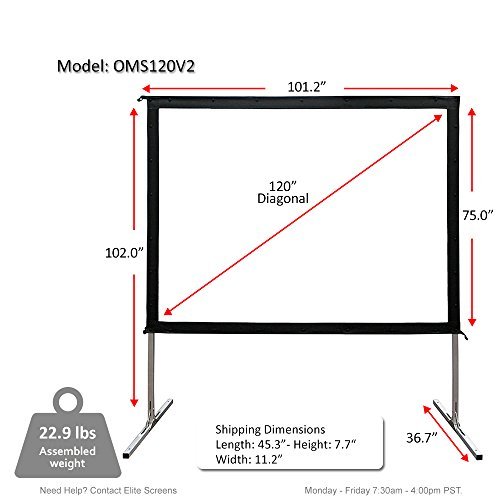 Model: OMS120V2
101.2”
120”
Diagonal
75.0”
102.0”
22.9 lbs
Assembled
weight
Shipping Dimensions
Length: 45.3”- Height: 7.7“
Width: 11.2”
36.7”
Need Help? Contact Elite Screens
Monday - Friday 7:30am - 4:00pm PST.